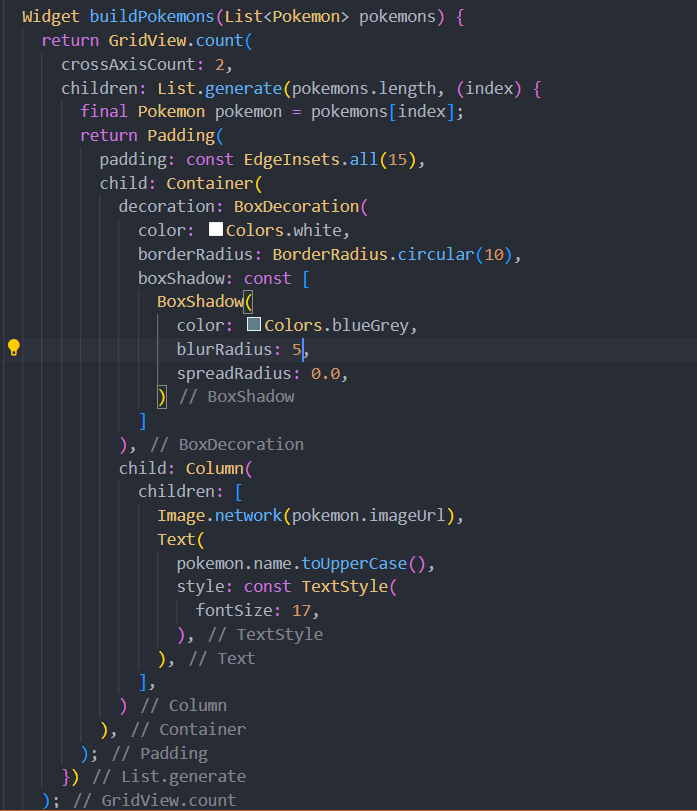 Widget buildPokemons(List<Pokemon> pokemons) {
  return GridView.count(
    crossAxisCount: 2,
    children: List.generate(pokemons.length, (index) {
      final Pokemon pokemon = pokemons[index];
      return Padding(
        padding: const EdgeInsets.all(15),
        child: Container(
          decoration: BoxDecoration(
            color: Colors.white,
            borderRadius: BorderRadius.circular(10),
            boxShadow: const [
              BoxShadow(
                color: Colors.blueGrey,
                blurRadius: 5,
                spreadRadius: 0.0,
              ) // BoxShadow
            ]
          ), // BoxDecoration
          child: Column(
            children: [
              Image.network(pokemon.imageUrl),
              Text(
                pokemon.name.toUpperCase(),
                style: const TextStyle(
                  fontSize: 17,
                ), // TextStyle
              ), // Text
            ],
          ) // Column
        ), // Container
      ); // Padding
    }) // List.generate
  ); // GridView.count